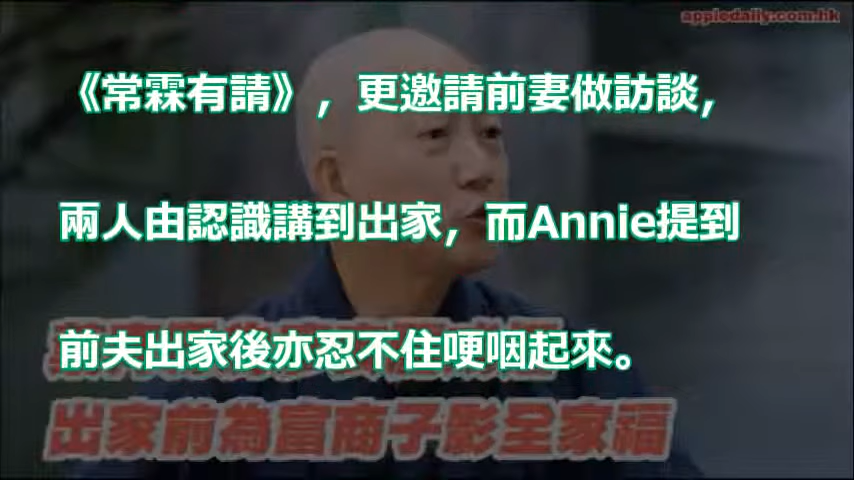 appledaily.com.hk
《常霖有請》，更邀請前妻做訪談，
兩人由認識講到出家，而Annie提到
前夫出家後亦忍不住哽咽起來。
出家前為富商子影全家福